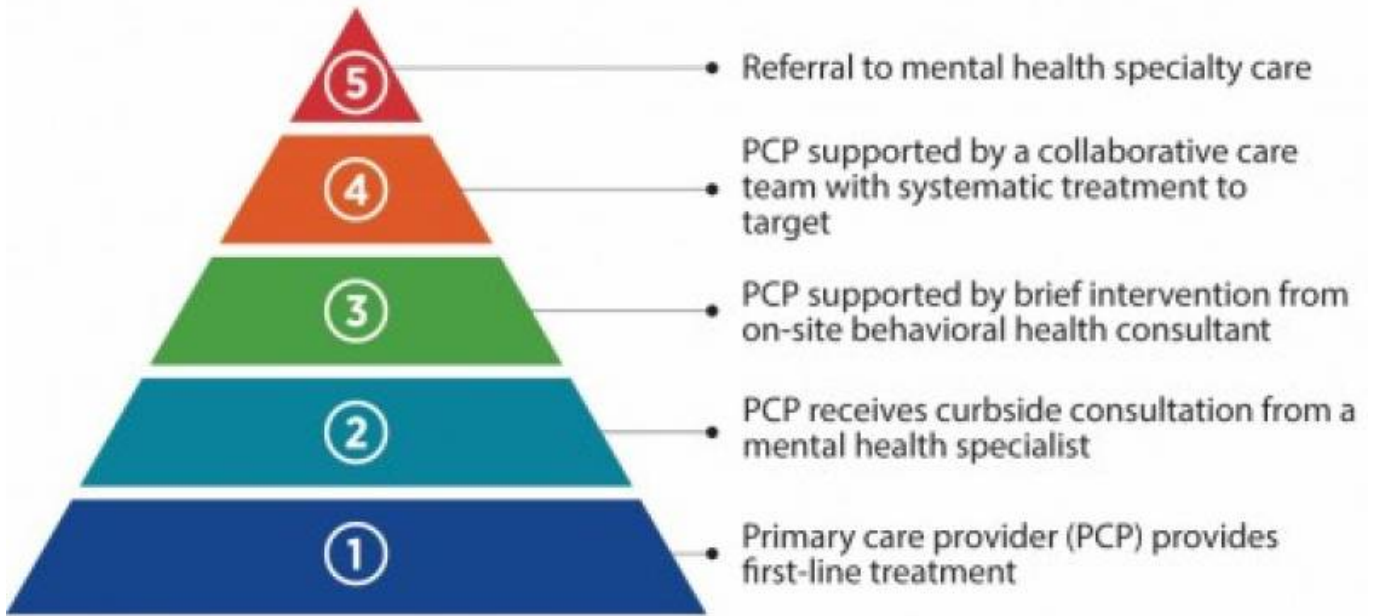 5
Referral to mental health specialty care
4
PCP supported by a collaborative care
team with systematic treatment to
target
3
PCP supported by brief intervention from
on-site behavioral health consultant
2
PCP receives curbside consultation from a
mental health specialist
1
Primary care provider (PCP) provides
first-line treatment